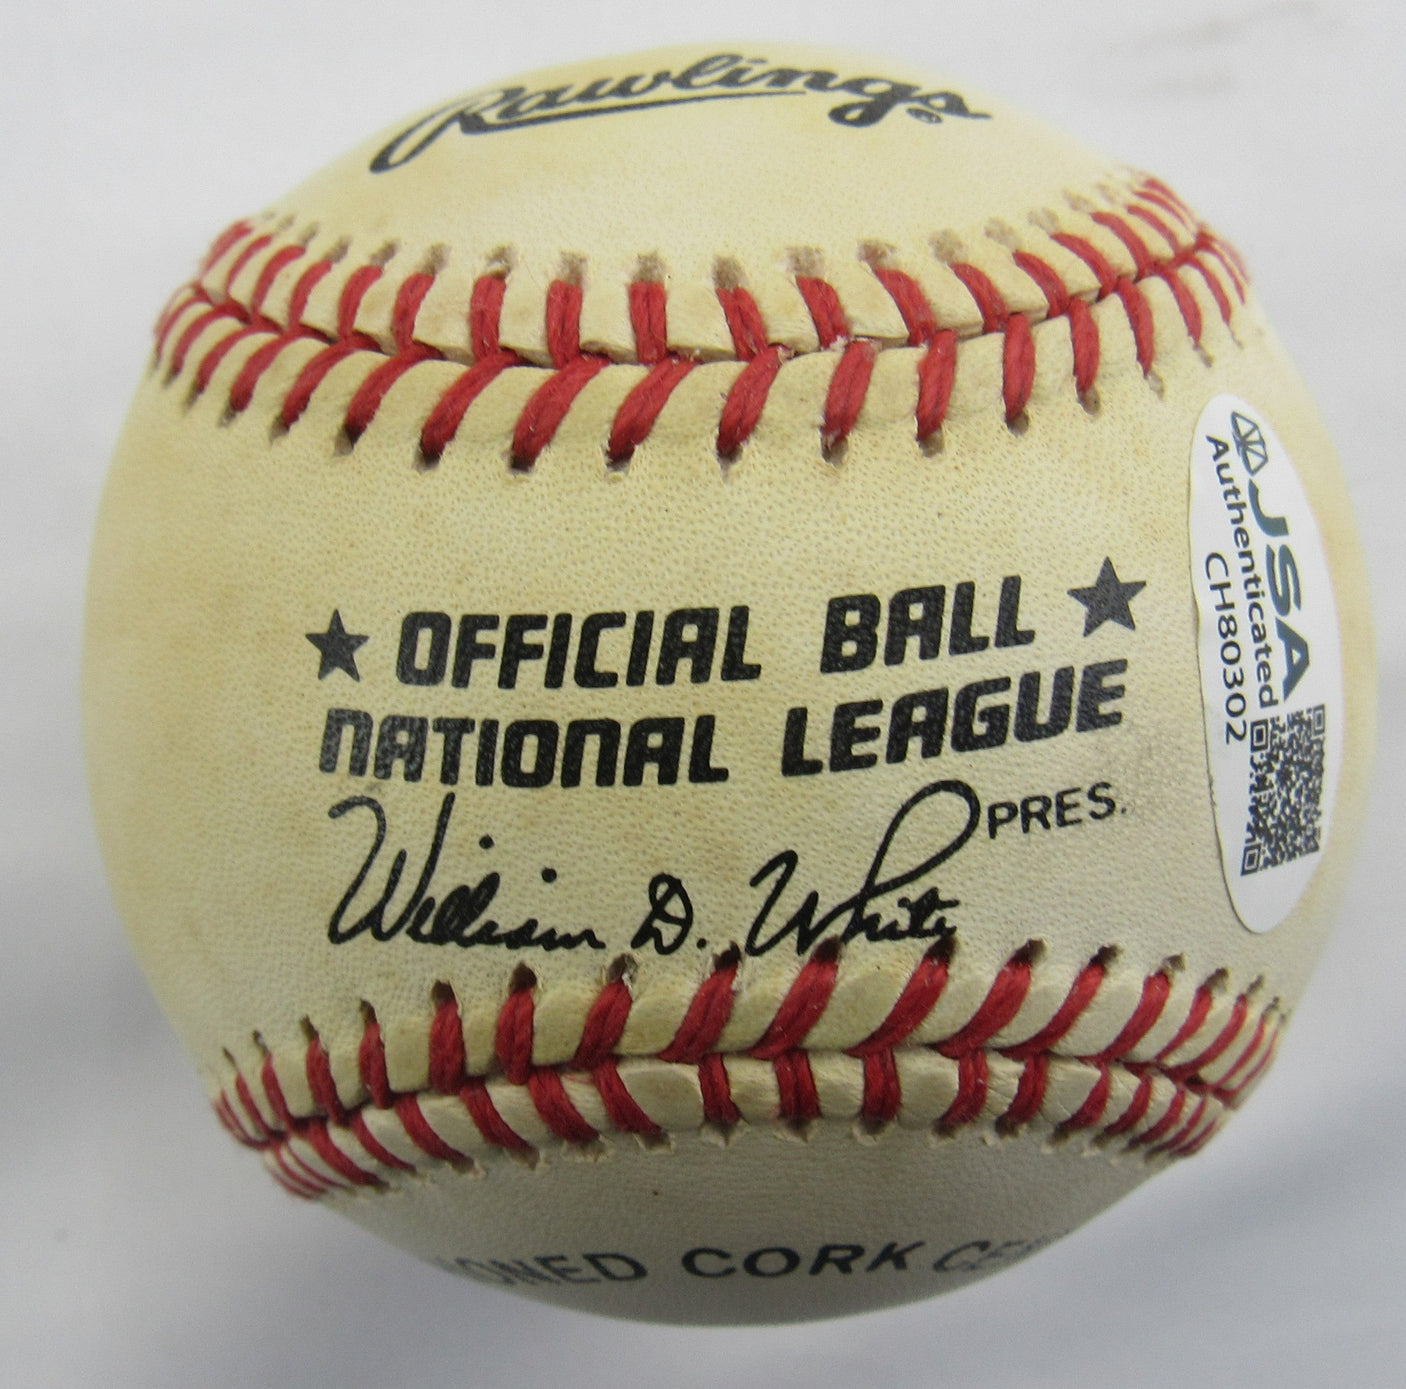 Rawlings®
★ OFFICIAL BALL ★
NATIONAL LEAGUE
William D. White PRES.
JSA
Authenticated
CH80302
CORK